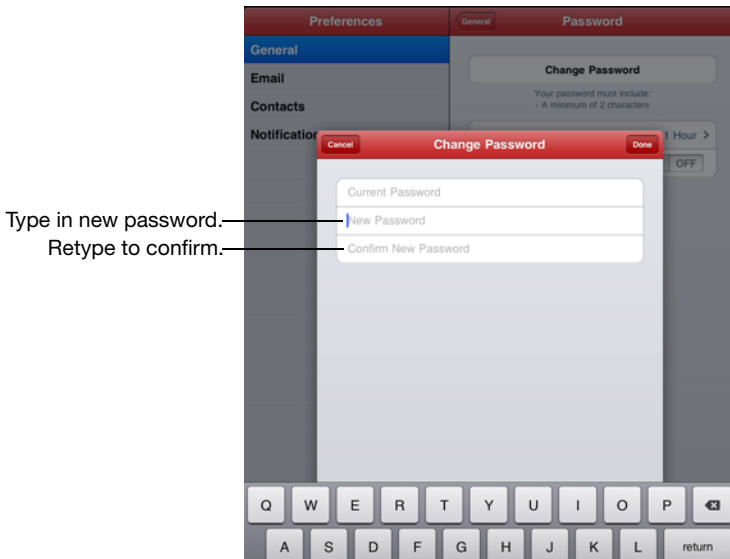 Preferences
General
Password
General
Email
Contacts
Notification
Change Password
Your password must include:
- A minimum of 2 characters
1 Hour >
OFF
Cancel
Change Password
Done
Current Password
New Password
Confirm New Password
Type in new password.
Retype to confirm.
Q W E R T Y U I O P
A S D F G H J K L return